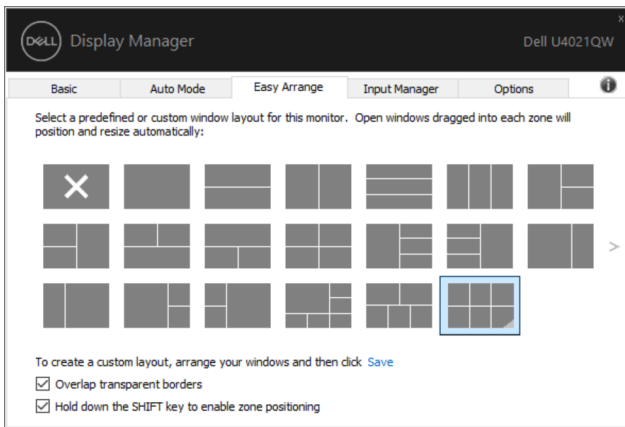 x
DELL Display Manager Dell U4021QW
Basic Auto Mode Easy Arrange Input Manager Options i
Select a predefined or custom window layout for this monitor. Open windows dragged into each zone will
position and resize automatically:
>
To create a custom layout, arrange your windows and then click Save
Overlap transparent borders
Hold down the SHIFT key to enable zone positioning